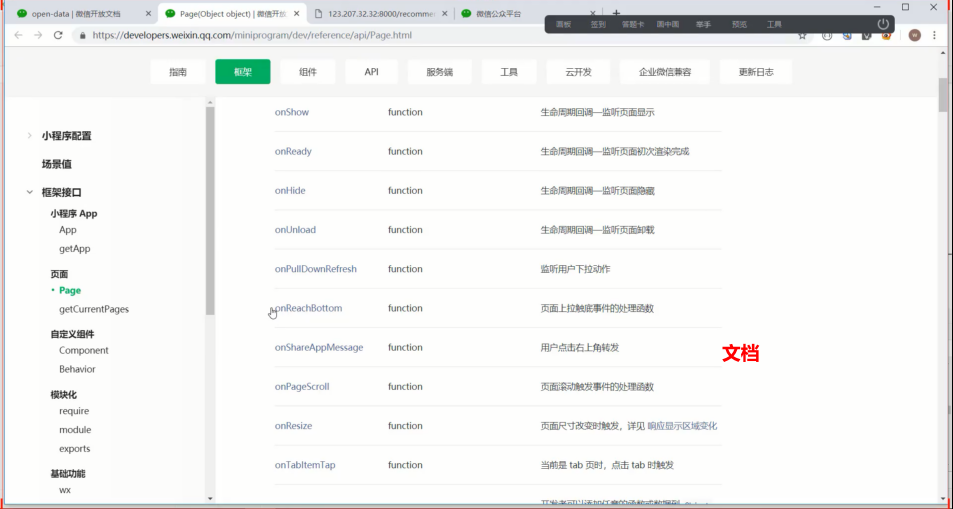 open-data | 微信开放文档
Page(Object object) | 微信开放
123.207.32.32:8000/recomme
微信公众平台
画板 签到 答题卡 画中画 举手 预览 工具
https://developers.weixin.qq.com/miniprogram/dev/reference/api/Page.html
指南 框架 组件 API 服务端 工具 云开发 企业微信兼容 更新日志
小程序配置
场景值
框架接口
小程序 App
App
getApp
页面
Page
getCurrentPages
自定义组件
Component
Behavior
模块化
require
module
exports
基础功能
wx
onShow function 生命周期回调—监听页面显示
onReady function 生命周期回调—监听页面初次渲染完成
onHide function 生命周期回调—监听页面隐藏
onUnload function 生命周期回调—监听页面卸载
onPullDownRefresh function 监听用户下拉动作
onReachBottom function 页面上拉触底事件的处理函数
onShareAppMessage function 用户点击右上角转发
onPageScroll function 页面滚动触发事件的处理函数
onResize function 页面尺寸改变时触发，详见 响应显示区域变化
onTabItemTap function 当前是 tab 页时，点击 tab 时触发
文档